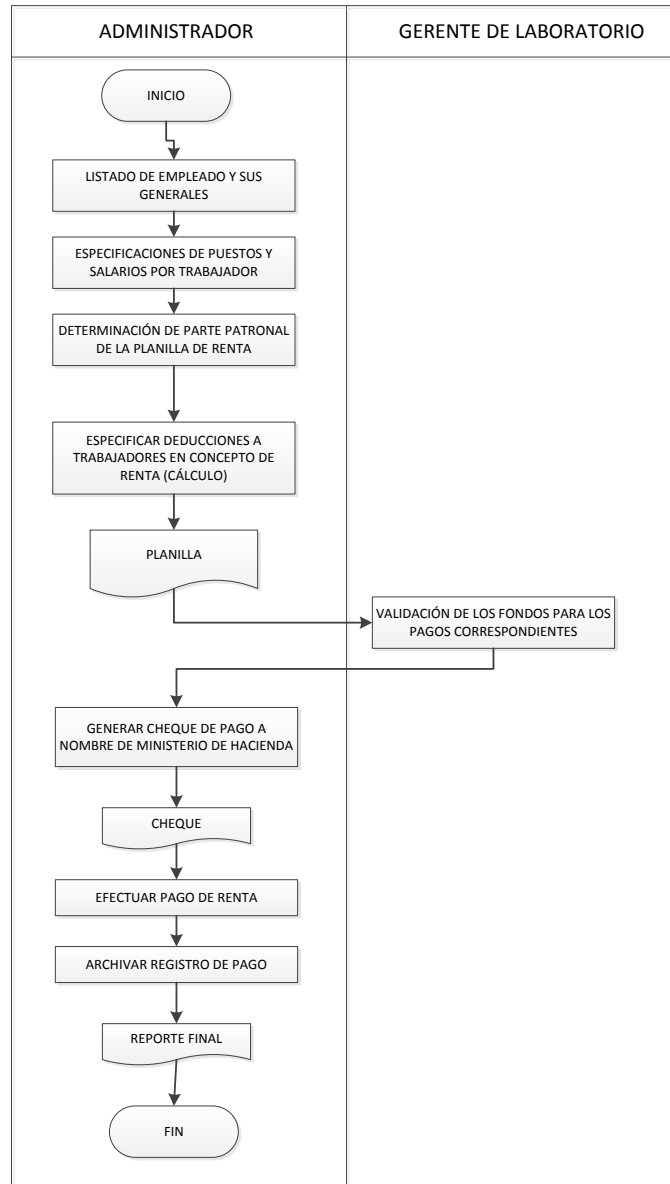 ADMINISTRADOR
GERENTE DE LABORATORIO
INICIO
LISTADO DE EMPLEADO Y SUS
GENERALES
ESPECIFICACIONES DE PUESTOS Y
SALARIOS POR TRABAJADOR
DETERMINACIÓN DE PARTE PATRONAL
DE LA PLANILLA DE RENTA
ESPECIFICAR DEDUCCIONES A
TRABAJADORES EN CONCEPTO DE
RENTA (CÁLCULO)
PLANILLA
VALIDACIÓN DE LOS FONDOS PARA LOS
PAGOS CORRESPONDIENTES
GENERAR CHEQUE DE PAGO A
NOMBRE DE MINISTERIO DE HACIENDA
CHEQUE
EFECTUAR PAGO DE RENTA
ARCHIVAR REGISTRO DE PAGO
REPORTE FINAL
FIN